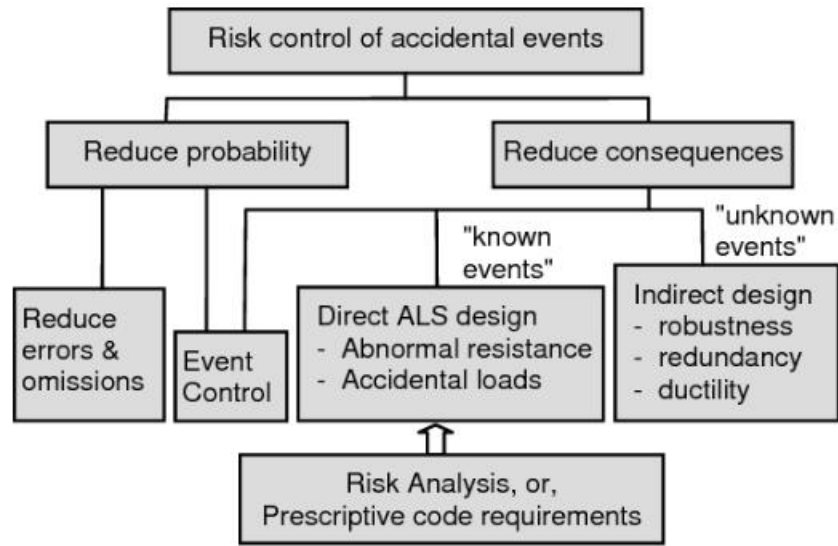 Risk control of accidental events
Reduce probability
Reduce consequences
"known
events"
"unknown
events"
Reduce
errors &
omissions
Event
Control
Direct ALS design
- Abnormal resistance
- Accidental loads
Indirect design
- robustness
- redundancy
- ductility
Risk Analysis, or,
Prescriptive code requirements